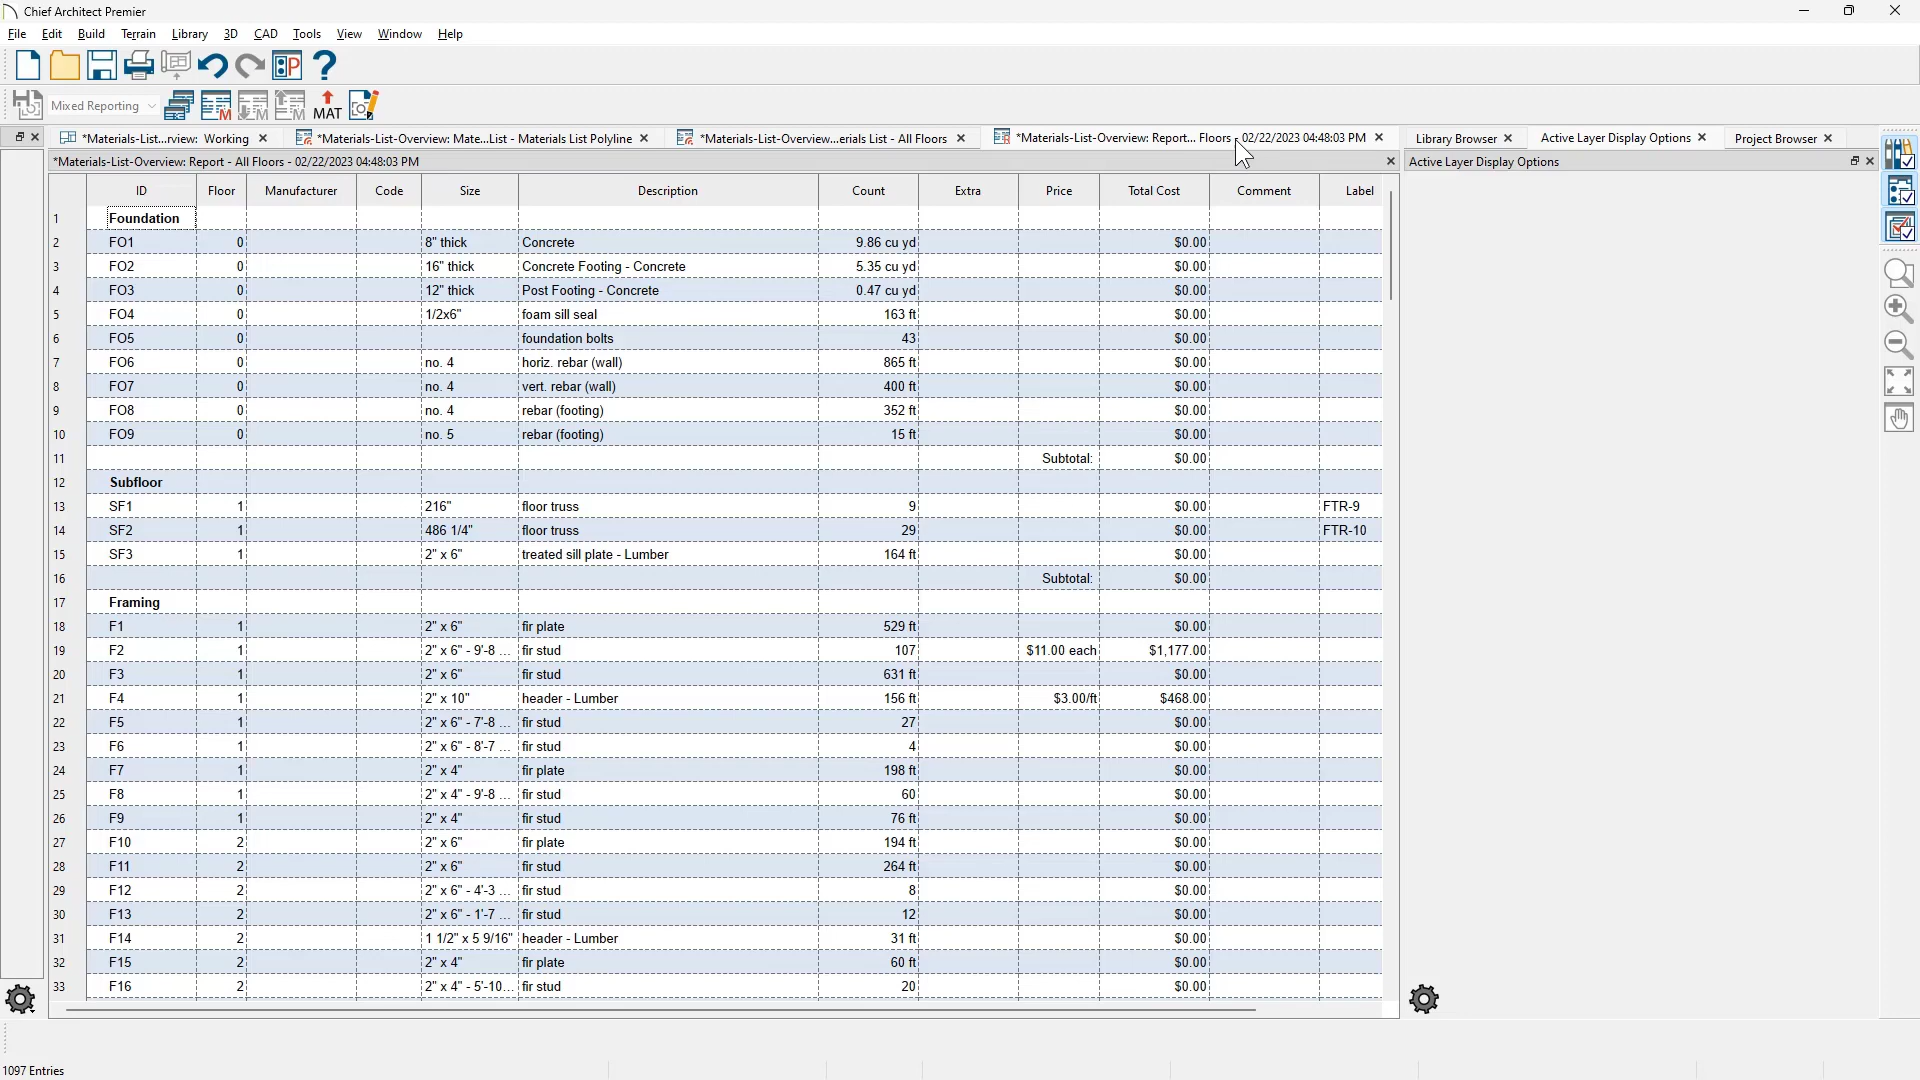 Chief Architect Premier
File Edit Build Terrain Library 3D CAD Tools View Window Help
Mixed Reporting MAT
*Materials-List...rview: Working *Materials-List-Overview: Mate...List - Materials List Polyline *Materials-List-Overview...erials List - All Floors *Materials-List-Overview: Report... Floors - 02/22/2023 04:48:03 PM Library Browser Active Layer Display Options Project Browser
*Materials-List-Overview: Report - All Floors - 02/22/2023 04:48:03 PM Active Layer Display Options
ID Floor Manufacturer Code Size Description Count Extra Price Total Cost Comment Label
1 Foundation
2 FO1 0 8" thick Concrete 9.86 cu yd $0.00
3 FO2 0 16" thick Concrete Footing - Concrete 5.35 cu yd $0.00
4 FO3 0 12" thick Post Footing - Concrete 0.47 cu yd $0.00
5 FO4 0 1/2x6" foam sill seal 163 ft $0.00
6 FO5 0 foundation bolts 43 $0.00
7 FO6 0 no. 4 horiz. rebar (wall) 865 ft $0.00
8 FO7 0 no. 4 vert. rebar (wall) 400 ft $0.00
9 FO8 0 no. 4 rebar (footing) 352 ft $0.00
10 FO9 0 no. 5 rebar (footing) 15 ft $0.00
11 Subtotal: $0.00
12 Subfloor
13 SF1 1 216" floor truss 9 $0.00 FTR-9
14 SF2 1 486 1/4" floor truss 29 $0.00 FTR-10
15 SF3 1 2" x 6" treated sill plate - Lumber 164 ft $0.00
16 Subtotal: $0.00
17 Framing
18 F1 1 2" x 6" fir plate 529 ft $0.00
19 F2 1 2" x 6" - 9'-8 ... fir stud 107 $11.00 each $1,177.00
20 F3 1 2" x 6" fir stud 631 ft $0.00
21 F4 1 2" x 10" header - Lumber 156 ft $3.00/ft $468.00
22 F5 1 2" x 6" - 7'-8 ... fir stud 27 $0.00
23 F6 1 2" x 6" - 8'-7 ... fir stud 4 $0.00
24 F7 1 2" x 4" fir plate 198 ft $0.00
25 F8 1 2" x 4" - 9'-8 ... fir stud 60 $0.00
26 F9 1 2" x 4" fir stud 76 ft $0.00
27 F10 2 2" x 6" fir plate 194 ft $0.00
28 F11 2 2" x 6" fir stud 264 ft $0.00
29 F12 2 2" x 6" - 4'-3 ... fir stud 8 $0.00
30 F13 2 2" x 6" - 1'-7 ... fir stud 12 $0.00
31 F14 2 1 1/2" x 5 9/16" header - Lumber 31 ft $0.00
32 F15 2 2" x 4" fir plate 60 ft $0.00
33 F16 2 2" x 4" - 5'-10... fir stud 20 $0.00
1097 Entries